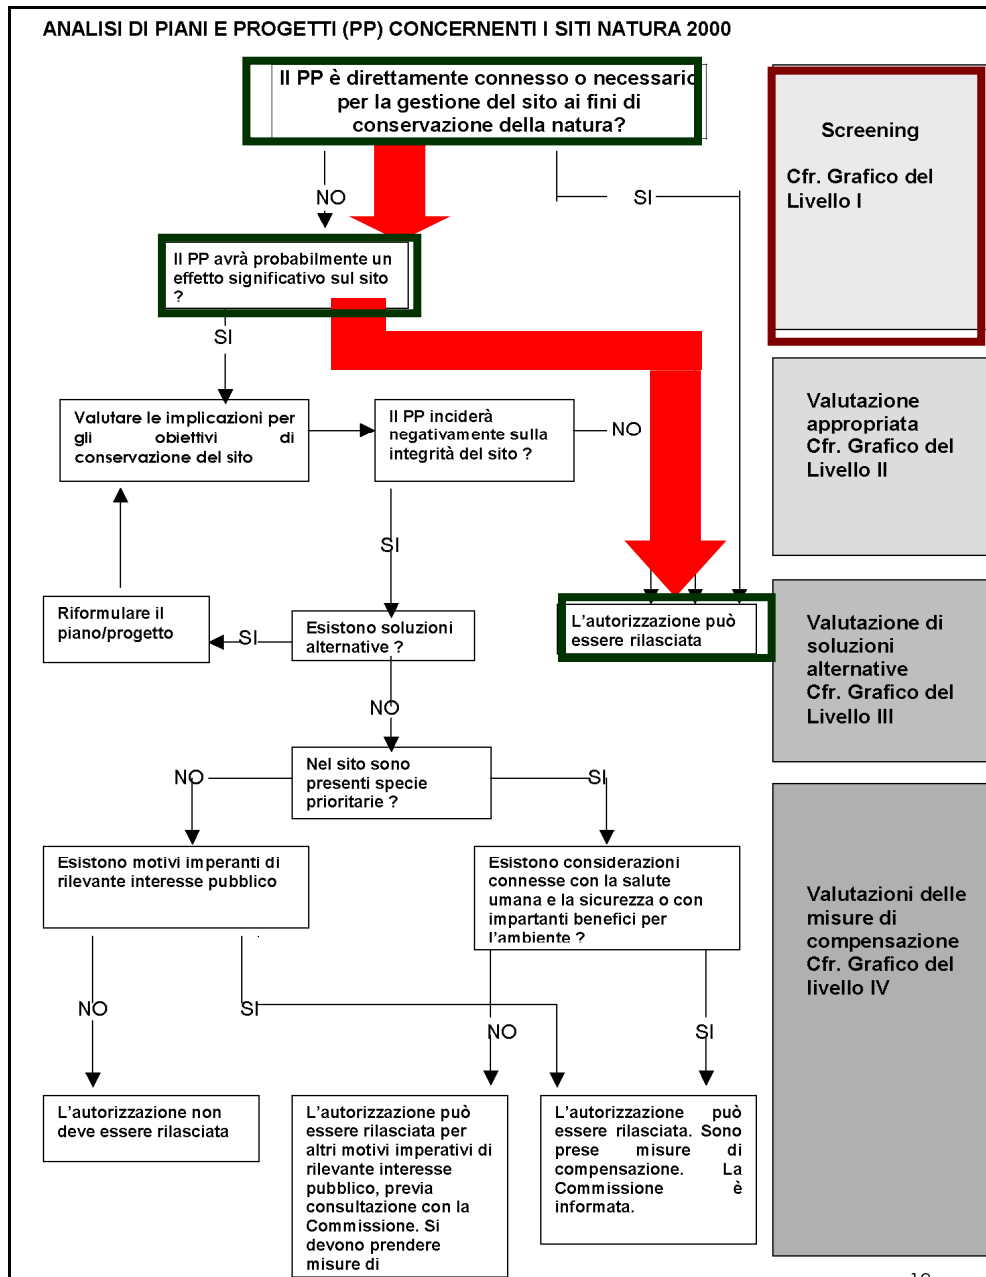 ANALISI DI PIANI E PROGETTI (PP) CONCERNENTI I SITI NATURA 2000
Il PP è direttamente connesso o necessario
per la gestione del sito ai fini di
conservazione della natura?
Screening
Cfr. Grafico del
Livello I
NO
SI
Il PP avrà probabilmente un
effetto significativo sul sito
?
SI
Valutare le implicazioni per
gli obiettivi di
conservazione del sito
Il PP inciderà
negativamente sulla
integrità del sito ?
NO
Valutazione
appropriata
Cfr. Grafico del
Livello II
SI
Riformulare il
piano/progetto
SI
Esistono soluzioni
alternative ?
L'autorizzazione può
essere rilasciata
Valutazione di
soluzioni
alternative
Cfr. Grafico del
Livello III
NO
NO
Nel sito sono
presenti specie
prioritarie ?
SI
Esistono motivi imperanti di
rilevante interesse pubblico
Esistono considerazioni
connesse con la salute
umana e la sicurezza o con
impartanti benefici per
l'ambiente ?
Valutazioni delle
misure di
compensazione
Cfr. Grafico del
livello IV
NO
SI
NO
SI
L'autorizzazione non
deve essere rilasciata
L'autorizzazione può
essere rilasciata per
altri motivi imperativi di
rilevante interesse
pubblico, previa
consultazione con la
Commissione. Si
devono prendere
misure di
L'autorizzazione può
essere rilasciata. Sono
prese misure di
compensazione. La
Commissione è
informata.